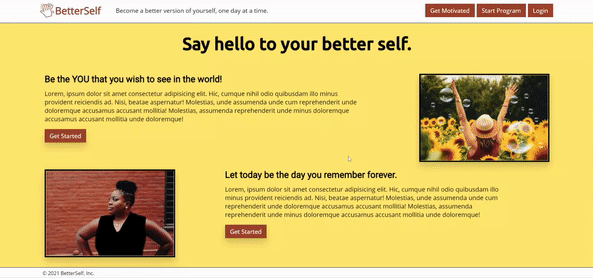 BetterSelf
Become a better version of yourself, one day at a time.
Get Motivated
Start Program
Login
Say hello to your better self.
Be the YOU that you wish to see in the world!
Lorem, ipsum dolor sit amet consectetur adipisicing elit. Hic, cumque nihil odio quibusdam illo minus
provident reiciendis ad. Nisi, beatae aspernatur! Molestias, unde assumenda unde cum reprehenderit unde
dolorem accusamus accusant mollitia! Molestias, assumenda reprehenderit unde minus doloremque
accusamus accusant mollitia unde doloremque!
Get Started
Let today be the day you remember forever.
Lorem, ipsum dolor sit amet consectetur adipisicing elit. Hic, cumque nihil odio quibusdam illo
minus provident reiciendis ad. Nisi, beatae aspernatur! Molestias, unde assumenda unde cum
reprehenderit unde doloremque accusamus accusamus accusant mollitia! Molestias, assumenda
reprehenderit unde minus doloremque accusamus accusant mollitia unde doloremque!
Get Started
© 2021 BetterSelf, Inc.